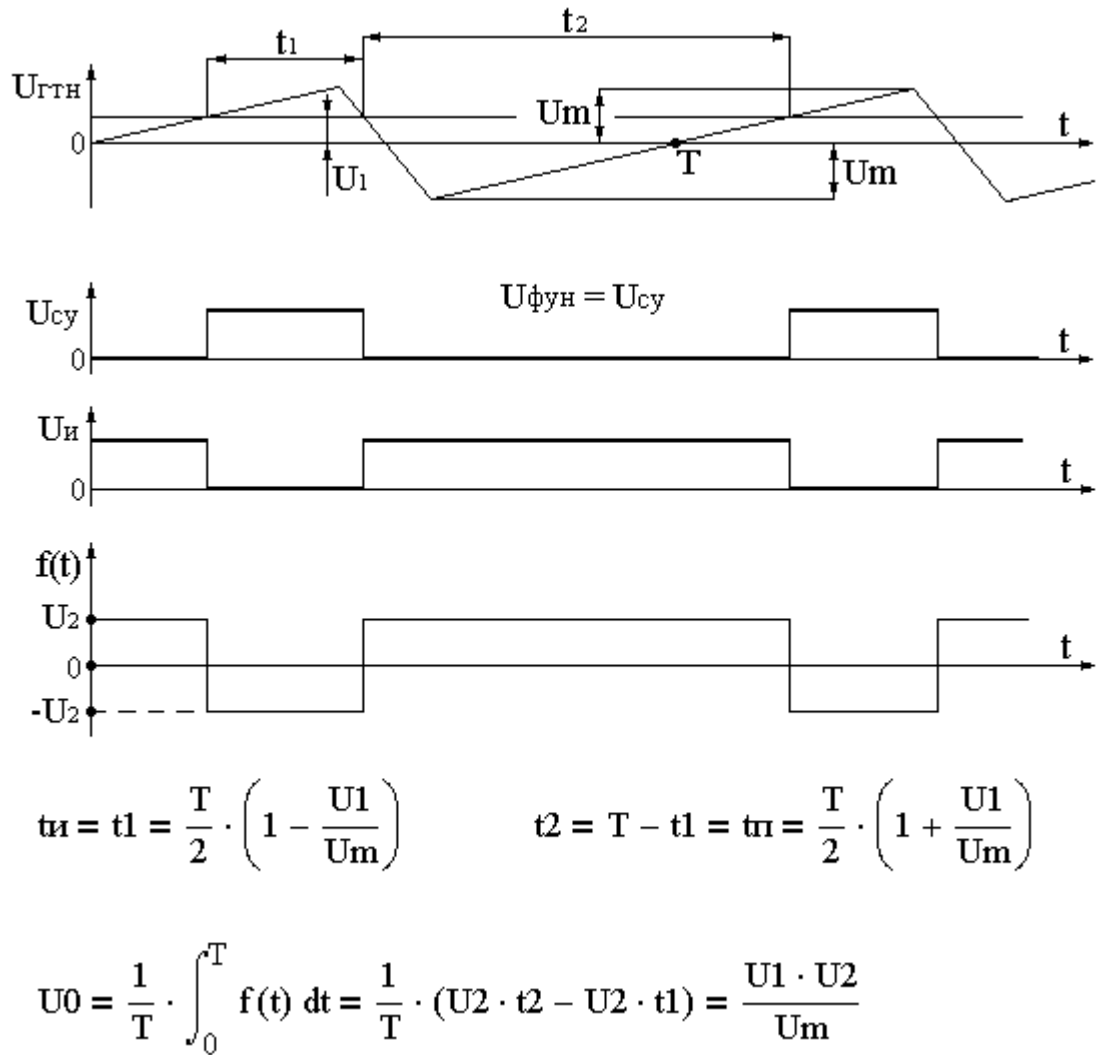 t1
t2
Uгтн
Um
t
0
U1
T
Um
Uсу
Uфун = Uсу
t
0
Uи
t
0
f(t)
U2
0
t
-U2
tи = t1 = T/2 · (1 − U1/Um)
t2 = T − t1 = tп = T/2 · (1 + U1/Um)
U0 = 1/T · ∫₀ᵀ f(t) dt = 1/T · (U2 · t2 − U2 · t1) = U1 · U2/Um